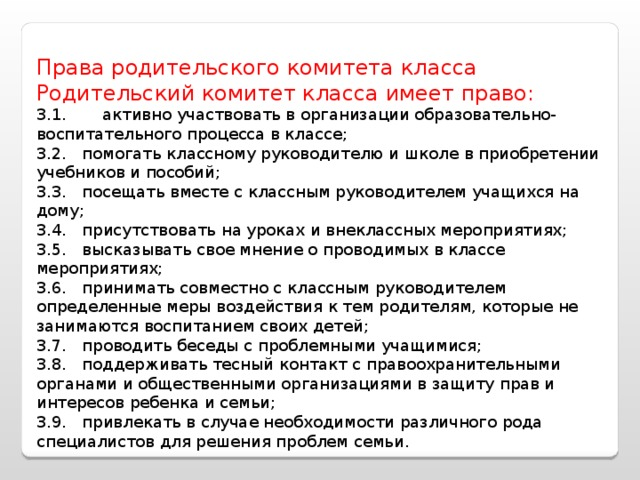 Права родительского комитета класса
Родительский комитет класса имеет право:
3.1. активно участвовать в организации образовательно-
воспитательного процесса в классе;
3.2. помогать классному руководителю и школе в приобретении
учебников и пособий;
3.3. посещать вместе с классным руководителем учащихся на
дому;
3.4. присутствовать на уроках и внеклассных мероприятиях;
3.5. высказывать свое мнение о проводимых в классе
мероприятиях;
3.6. принимать совместно с классным руководителем
определенные меры воздействия к тем родителям, которые не
занимаются воспитанием своих детей;
3.7. проводить беседы с проблемными учащимися;
3.8. поддерживать тесный контакт с правоохранительными
органами и общественными организациями в защиту прав и
интересов ребенка и семьи;
3.9. привлекать в случае необходимости различного рода
специалистов для решения проблем семьи.